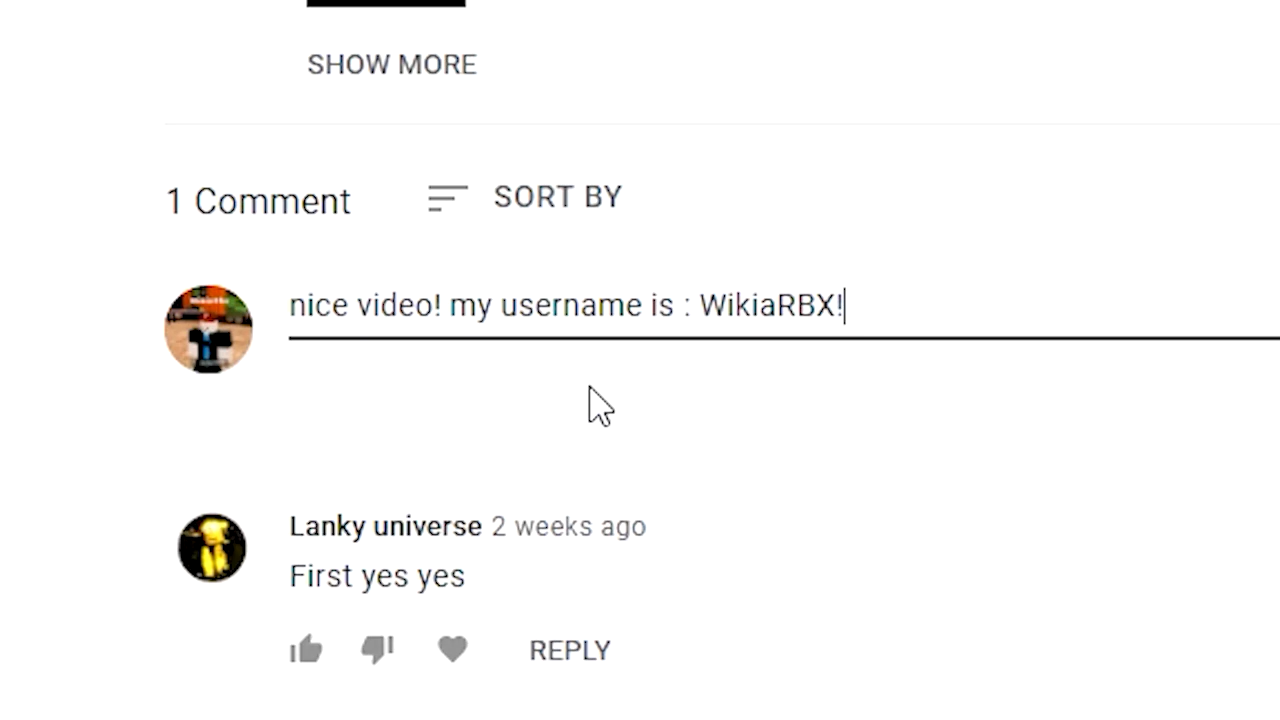 SHOW MORE
1 Comment SORT BY
nice video! my username is : WikiaRBX!
Lanky universe 2 weeks ago
First yes yes
REPLY